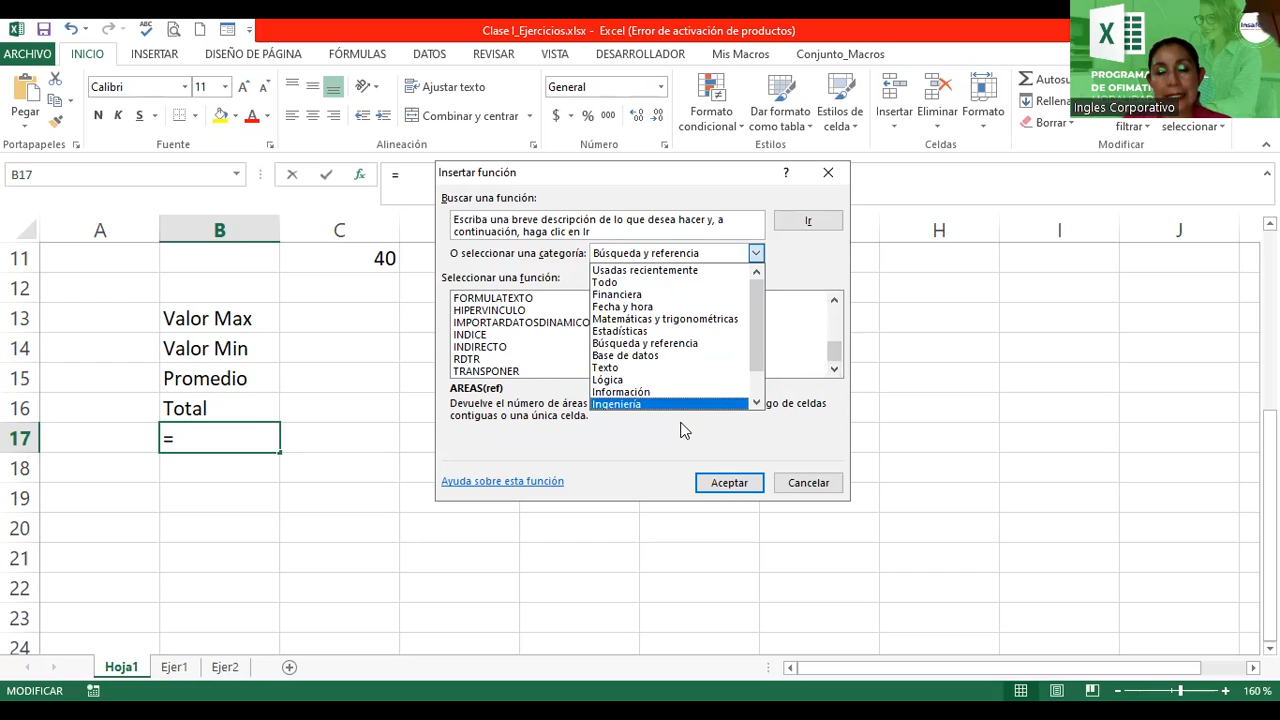 Clase I_Ejercicios.xlsx - Excel (Error de activación de productos)
ARCHIVO INICIO INSERTAR DISEÑO DE PÁGINA FÓRMULAS DATOS REVISAR VISTA DESARROLLADOR Mis Macros Conjunto_Macros
PROGRAMA
DE OFIMÁTIC
Ingles Corporativo
Pegar
Calibri 11
N K S
Ajustar texto
Combinar y centrar
General
$ % 000
Formato condicional
Dar formato como tabla
Estilos de celda
Insertar Eliminar Formato
Autosu
Rellena
Borrar
filtrar seleccionar
Portapapeles Fuente Alineación Número Estilos Celdas Modificar
B17 fx =
A B C H I J
11 40
12
13 Valor Max
14 Valor Min
15 Promedio
16 Total
17 =
18
19
20
21
22
23
24
Insertar función ?
Buscar una función:
Escriba una breve descripción de lo que desea hacer y, a
continuación, haga clic en Ir
Ir
O seleccionar una categoría: Búsqueda y referencia
Usadas recientemente
Todo
Financiera
Fecha y hora
Matemáticas y trigonométricas
Estadísticas
Búsqueda y referencia
Base de datos
Texto
Lógica
Información
Ingeniería
Seleccionar una función:
FORMULATEXTO
HIPERVINCULO
IMPORTARDATOSDINAMICO
INDICE
INDIRECTO
RDTR
TRANSPONER
AREAS(ref)
Devuelve el número de áreas go de celdas
contiguas o una única celda.
Ayuda sobre esta función
Aceptar Cancelar
Hoja1 Ejer1 Ejer2
MODIFICAR 160 %